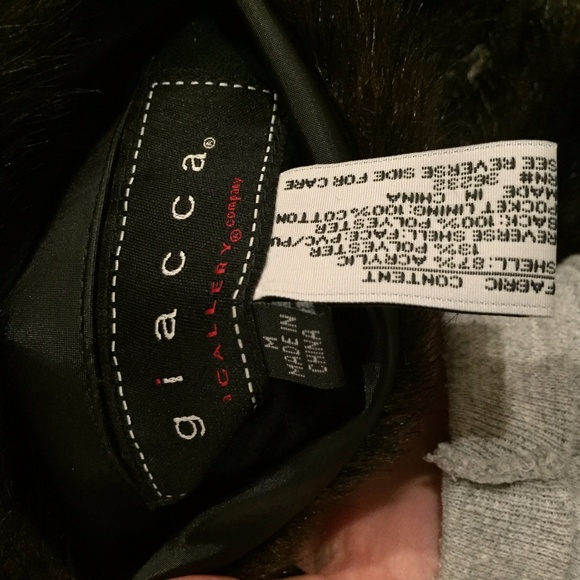 giacca®
a GALLERY® company
M
MADE IN
CHINA
FABRIC
CONTENT
SHELL: 87% ACRYLIC
13% POLYESTER
REVERSE SHELL:FACE: PVC/PU
BACK: 100% POLYESTER
POCKET LINING: 100% COTTON
MADE IN
CHINA
RN#
SEE REVERSE SIDE FOR CARE